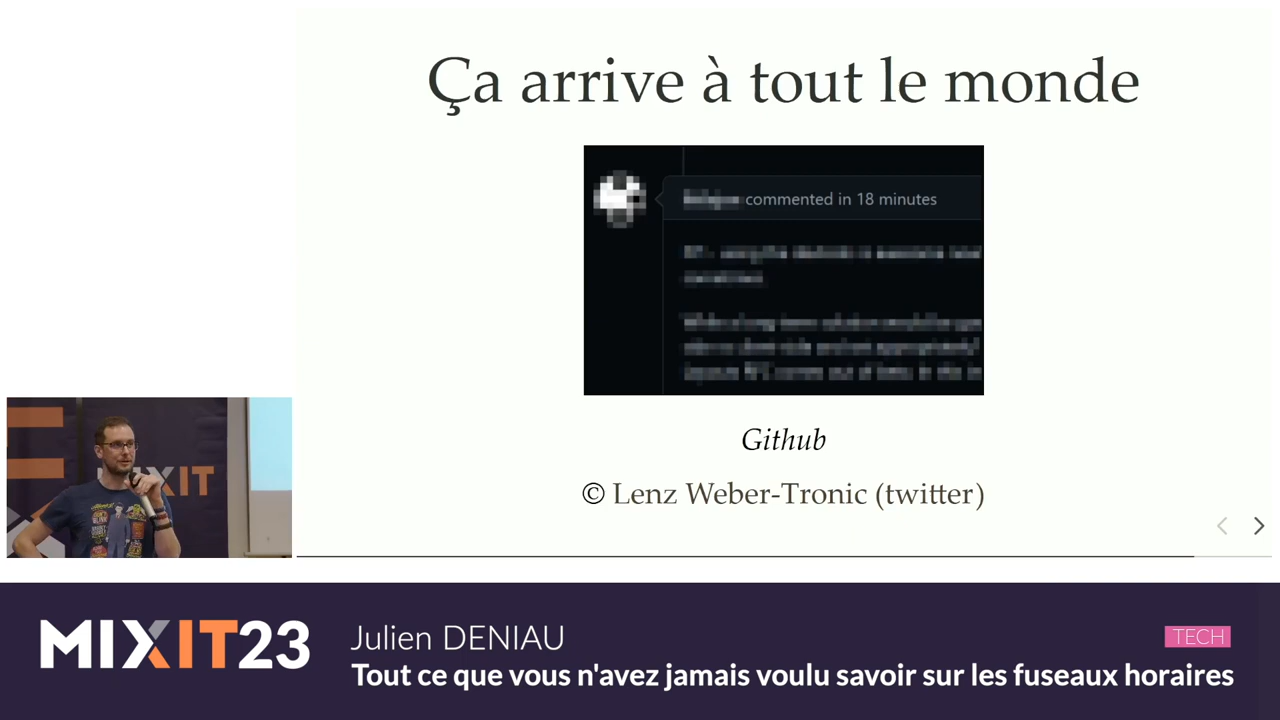 Ça arrive à tout le monde
commented in 18 minutes
Github
© Lenz Weber-Tronic (twitter)
MIXIT
MIXIT23
Julien DENIAU
TECH
Tout ce que vous n'avez jamais voulu savoir sur les fuseaux horaires